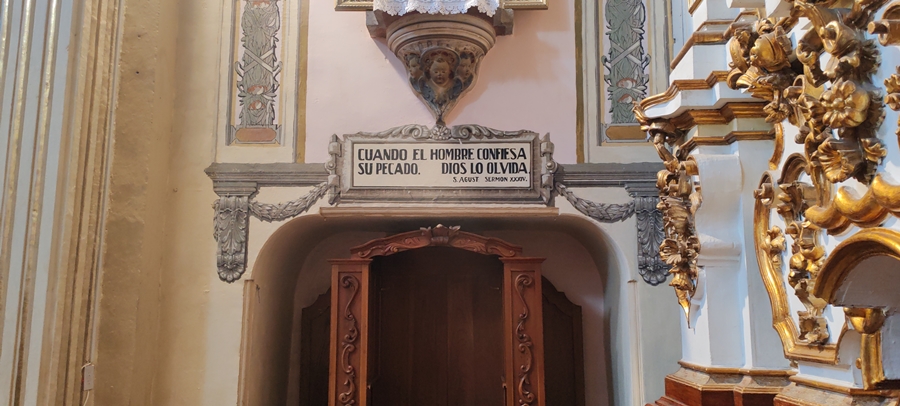 CUANDO EL HOMBRE CONFIESA
SU PECADO. DIOS LO OLVIDA.
S. AGUST SERMON XXXIV.